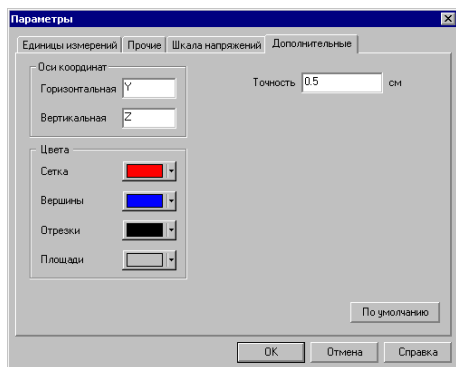 Параметры
Единицы измерений Прочие Шкала напряжений Дополнительные
Оси координат
Горизонтальная Y
Вертикальная Z
Точность 0.5 см
Цвета
Сетка
Вершины
Отрезки
Площади
По умолчанию
OK Отмена Справка